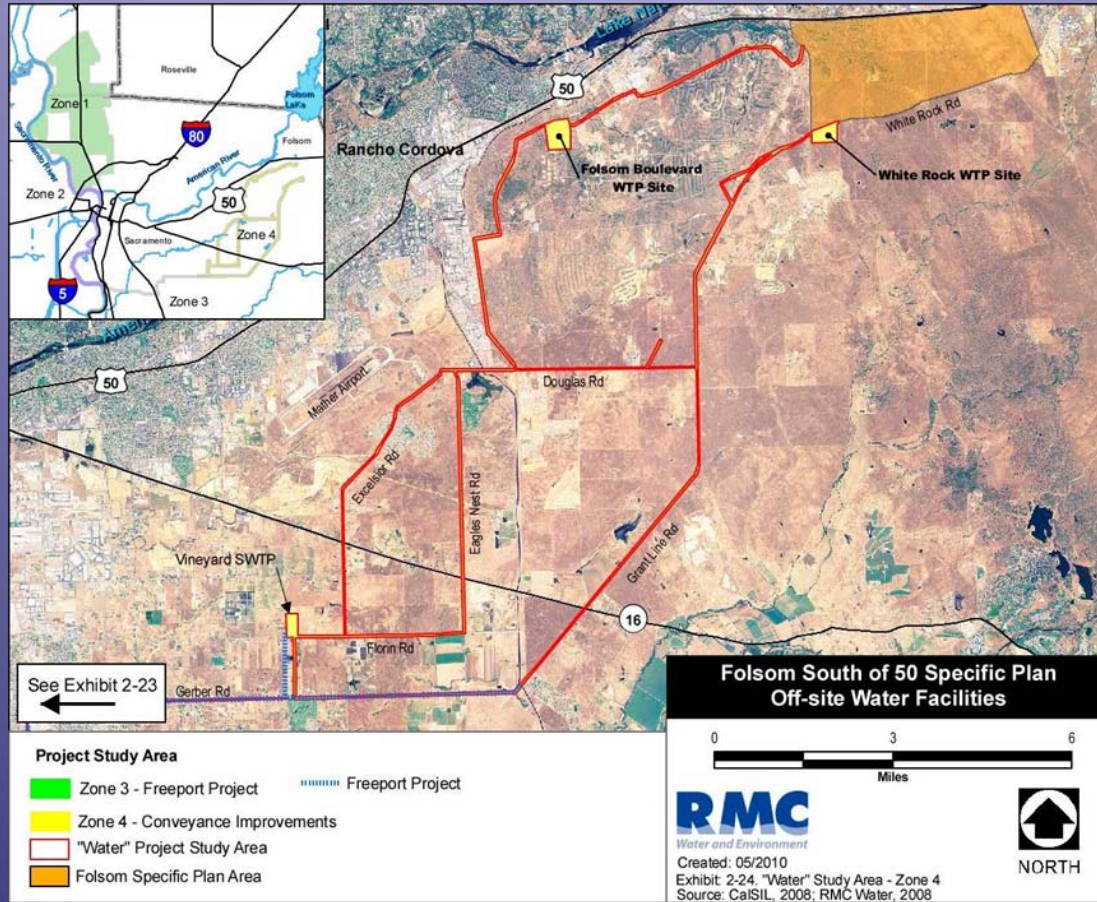 Zone 1
Roseville
Folsom
Lake
80
Folsom
American River
Sacramento River
Zone 2
50
Sacramento
Zone 4
5
Zone 3
50
Rancho Cordova
Folsom Boulevard
WTP Site
White Rock Rd
White Rock WTP Site
50
Mather Airport
Douglas Rd
Excelsior Rd
Eagles Nest Rd
Grant Line Rd
Vineyard SWTP
16
Florin Rd
See Exhibit 2-23
Gerber Rd
Folsom South of 50 Specific Plan
Off-site Water Facilities
0 3 6
Miles
Project Study Area
Zone 3 - Freeport Project
Freeport Project
Zone 4 - Conveyance Improvements
"Water" Project Study Area
Folsom Specific Plan Area
RMC
Water and Environment
NORTH
Created: 05/2010
Exhibit: 2-24. "Water" Study Area - Zone 4
Source: CalSIL, 2008; RMC Water, 2008